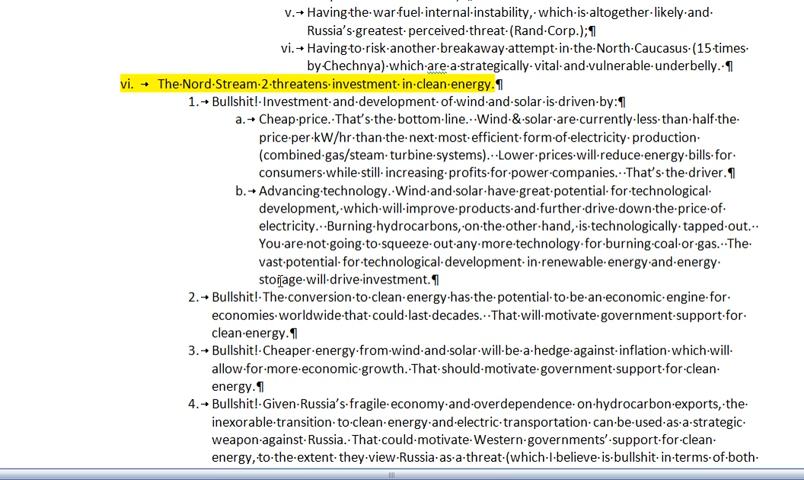 v. Having the war fuel internal instability, which is altogether likely and
Russia's greatest perceived threat (Rand Corp.);
vi. Having to risk another breakaway attempt in the North Caucasus (15 times
by Chechnya) which are a strategically vital and vulnerable underbelly.
vi. The Nord Stream 2 threatens investment in clean energy.
1. Bullshit! Investment and development of wind and solar is driven by:
a. Cheap price. That's the bottom line. Wind & solar are currently less than half the
price per kW/hr than the next most efficient form of electricity production
(combined gas/steam turbine systems). Lower prices will reduce energy bills for
consumers while still increasing profits for power companies. That's the driver.
b. Advancing technology. Wind and solar have great potential for technological
development, which will improve products and further drive down the price of
electricity. Burning hydrocarbons, on the other hand, is technologically tapped out.
You are not going to squeeze out any more technology for burning coal or gas. The
vast potential for technological development in renewable energy and energy
storage will drive investment.
2. Bullshit! The conversion to clean energy has the potential to be an economic engine for
economies worldwide that could last decades. That will motivate government support for
clean energy.
3. Bullshit! Cheaper energy from wind and solar will be a hedge against inflation which will
allow for more economic growth. That should motivate government support for clean
energy.
4. Bullshit! Given Russia's fragile economy and overdependence on hydrocarbon exports, the
inexorable transition to clean energy and electric transportation can be used as a strategic
weapon against Russia. That could motivate Western governments' support for clean
energy, to the extent they view Russia as a threat (which I believe is bullshit in terms of both